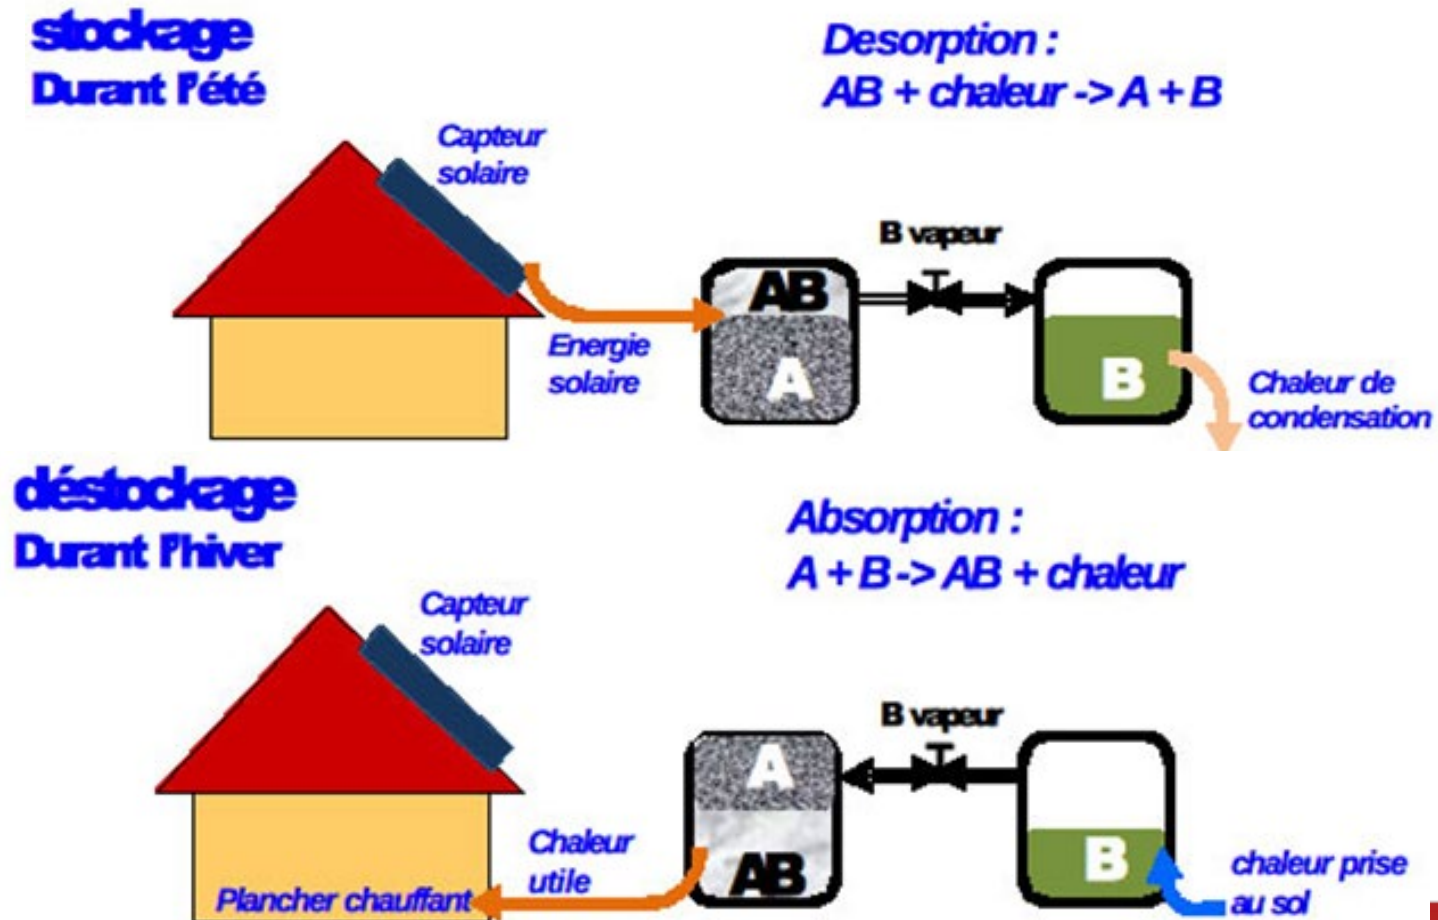 stockage
Durant l'été
Desorption :
AB + chaleur -> A + B
Capteur
solaire
B vapeur
AB
A
Energie
solaire
B
Chaleur de
condensation
déstockage
Durant l'hiver
Absorption :
A + B -> AB + chaleur
Capteur
solaire
B vapeur
A
AB
Chaleur
utile
Plancher chauffant
B
chaleur prise
au sol